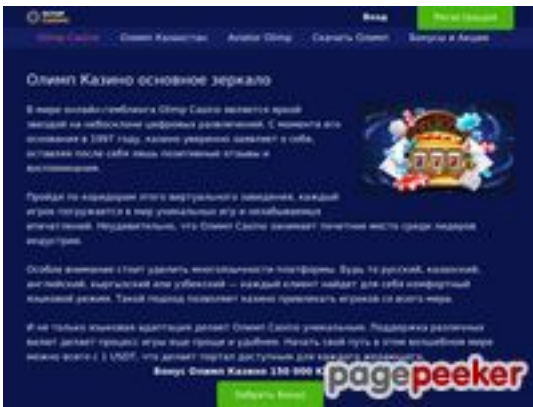 Вход
Регистрация
Olimp Casino Олимп Казахстан Aviator Olimp Скачать Олимп Бонусы и Акции
Олимп Казино основное зеркало
В мире онлайн-гемблинга Olimp Casino является яркой
звездой на небосклоне цифровых развлечений. С момента его
основания в 1997 году, казино уверенно заявляет о себе,
оставляя после себя лишь позитивные отзывы и
воспоминания.
777
Пройдя по коридорам этого виртуального заведения, каждый
игрок погружается в мир уникальных игр и незабываемых
впечатлений. Неудивительно, что Олимп Casino занимает почетное место среди лидеров
индустрии.
Особое внимание стоит уделить многоязычности платформы. Будь то русский, казахский,
английский, кыргызский или узбекский — каждый клиент найдет для себя комфортный
языковой режим. Такой подход позволяет казино привлекать игроков со всего мира.
И не только языковая адаптация делает Олимп Casino уникальным. Поддержка различных
валют делает процесс игры еще проще и удобнее. Начать свой путь в этом волшебном мире
можно всего с 1 USDT, что делает портал доступным для каждого желающего.
Бонус Олимп Казино 150 000
Забрать Бонус
pagepeeker